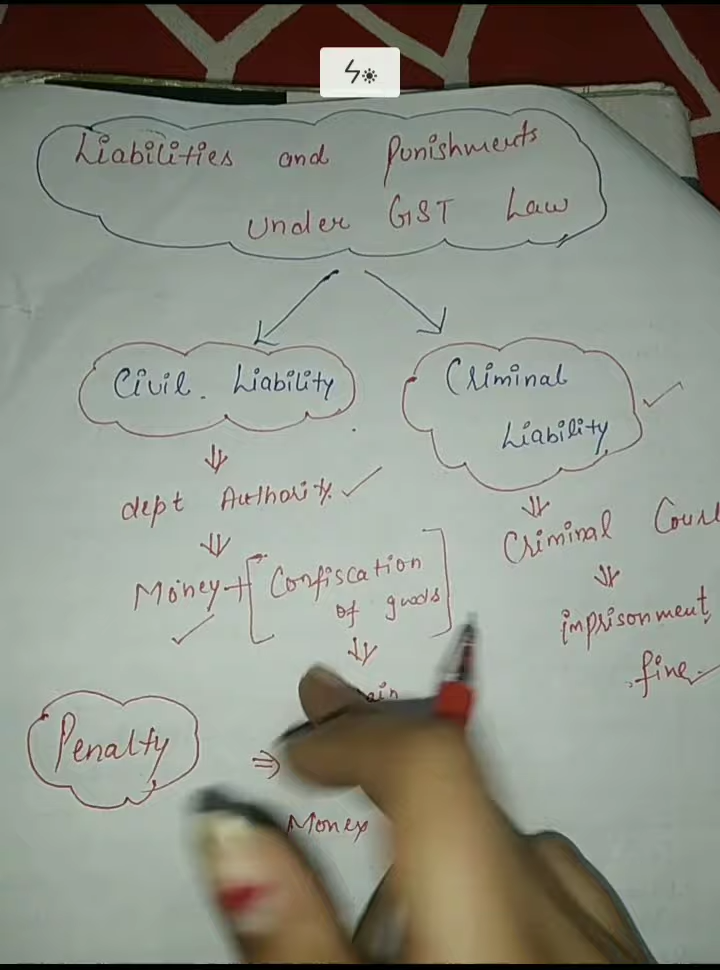 Liabilities and Punishments
under GST Law
Civil. Liability
Criminal
Liability
dept Authority
Criminal
Money + [Confiscation
of goods]
imprisonment,
fine
Penalty
Money